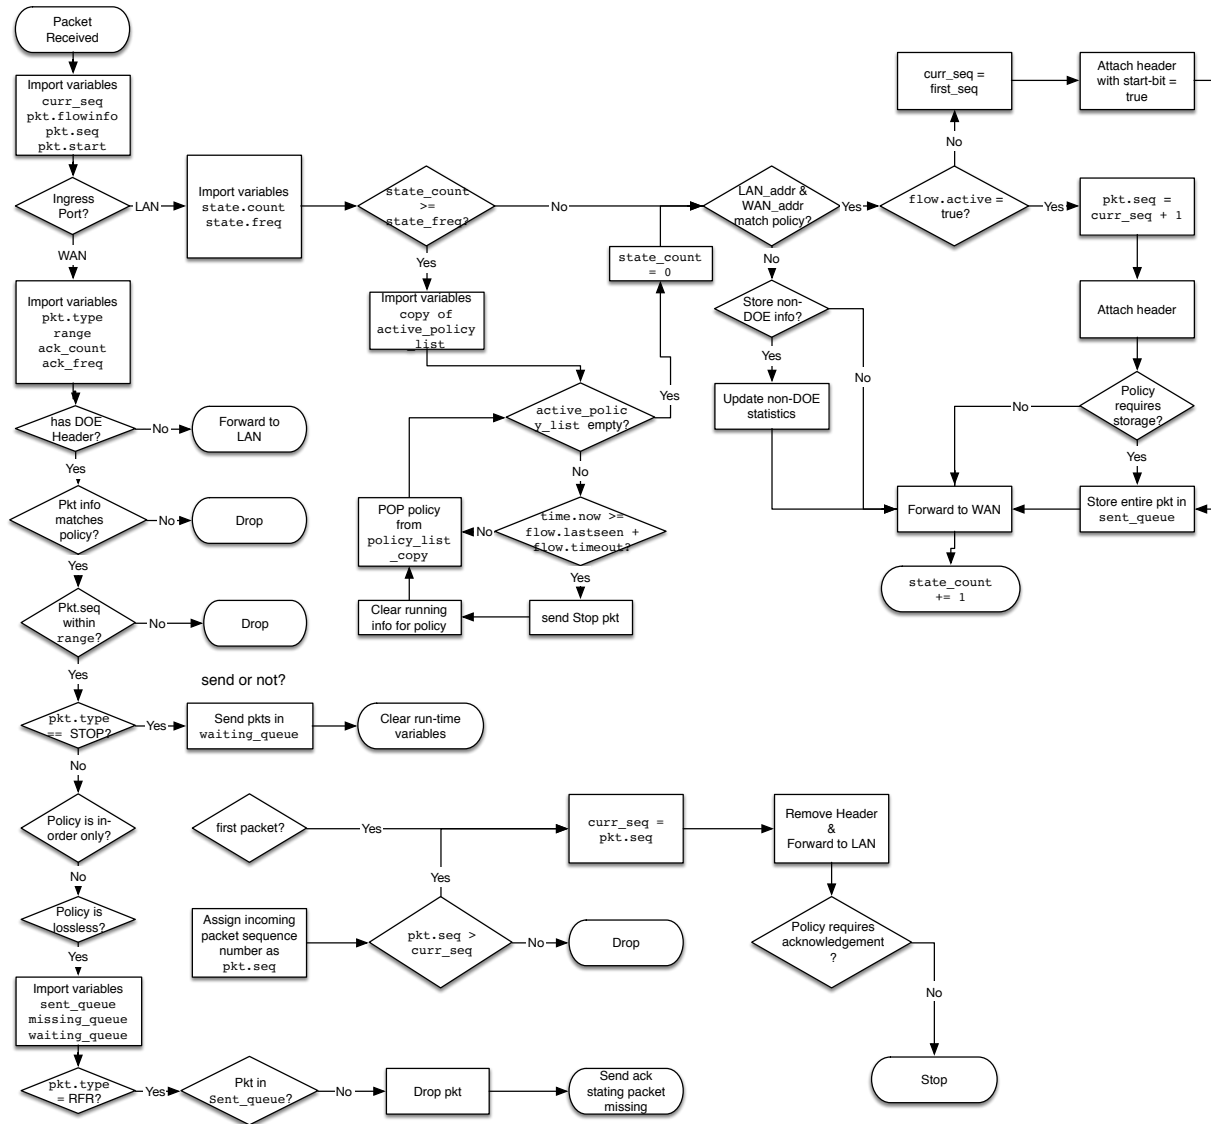 Packet
Received
Import variables
curr_seq
pkt.flowinfo
pkt.seq
pkt.start
Ingress
Port?
LAN
WAN
Import variables
state.count
state.freq
state_count
>=
state_freq?
No
Yes
Import variables
copy of
active_policy
_list
active_polic
y_list empty?
Yes
No
state_count
= 0
time.now >=
flow.lastseen +
flow.timeout?
No
Yes
POP policy
from
policy_list
_copy
Clear running
info for policy
send Stop pkt
LAN_addr &
WAN_addr
match policy?
Yes
No
Store non-
DOE info?
Yes
No
Update non-DOE
statistics
flow.active =
true?
No
Yes
curr_seq =
first_seq
Attach header
with start-bit =
true
pkt.seq =
curr_seq + 1
Attach header
Policy
requires
storage?
No
Yes
Store entire pkt in
sent_queue
Forward to WAN
state_count
+= 1
Import variables
pkt.type
range
ack_count
ack_freq
has DOE
Header?
No
Forward to
LAN
Yes
Pkt info
matches
policy?
No
Drop
Yes
Pkt.seq
within
range?
No
Drop
Yes
send or not?
pkt.type
== STOP?
Yes
Send pkts in
waiting_queue
Clear run-time
variables
No
Policy is in-
order only?
No
Policy is
lossless?
Yes
Import variables
sent_queue
missing_queue
waiting_queue
pkt.type
= RFR?
Yes
Pkt in
Sent_queue?
No
Drop pkt
Send ack
stating packet
missing
first packet?
Yes
curr_seq =
pkt.seq
Remove Header
&
Forward to LAN
Yes
Assign incoming
packet sequence
number as
pkt.seq
pkt.seq >
curr_seq
No
Drop
Policy requires
acknowledgement
?
No
Stop